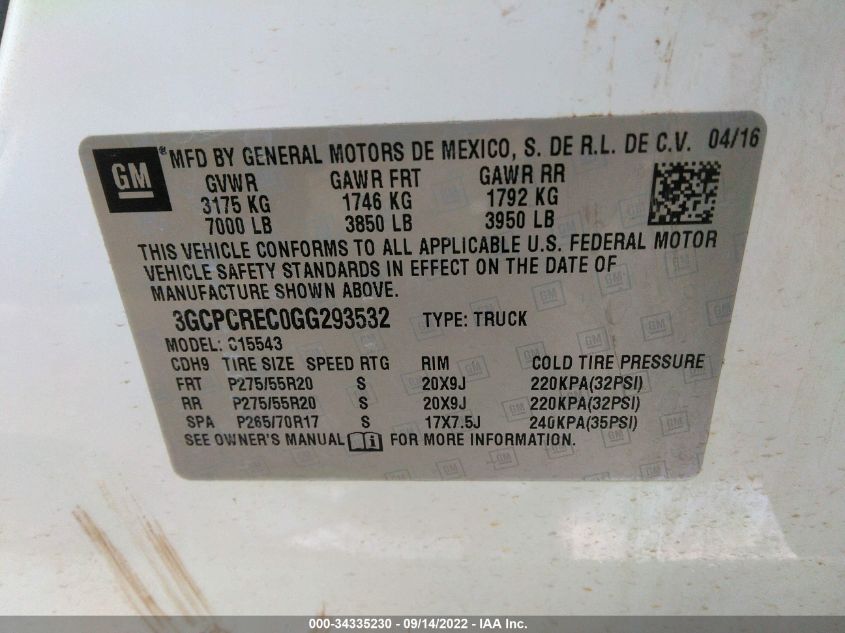 GM ® MFD BY GENERAL MOTORS DE MEXICO, S. DE R.L. DE C.V. 04/16
GVWR GAWR FRT GAWR RR
3175 KG 1746 KG 1792 KG
7000 LB 3850 LB 3950 LB
THIS VEHICLE CONFORMS TO ALL APPLICABLE U.S. FEDERAL MOTOR
VEHICLE SAFETY STANDARDS IN EFFECT ON THE DATE OF
MANUFACTURE SHOWN ABOVE.
3GCPCREC0GG293532 TYPE: TRUCK
MODEL: C15543
CDH9 TIRE SIZE SPEED RTG RIM COLD TIRE PRESSURE
FRT P275/55R20 S 20X9J 220KPA(32PSI)
RR P275/55R20 S 20X9J 220KPA(32PSI)
SPA P265/70R17 S 17X7.5J 240KPA(35PSI)
SEE OWNER'S MANUAL FOR MORE INFORMATION.
000-34335230 - 09/14/2022 - IAA Inc.